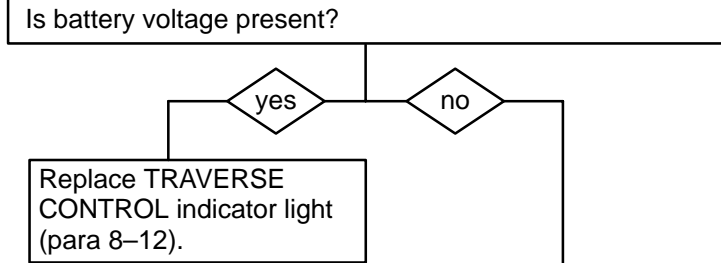 Is battery voltage present?
yes
no
Replace TRAVERSE
CONTROL indicator light
(para 8–12).